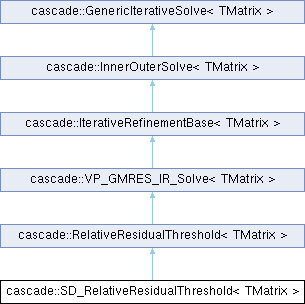 cascade::GenericIterativeSolve< TMatrix >
cascade::InnerOuterSolve< TMatrix >
cascade::IterativeRefinementBase< TMatrix >
cascade::VP_GMRES_IR_Solve< TMatrix >
cascade::RelativeResidualThreshold< TMatrix >
cascade::SD_RelativeResidualThreshold< TMatrix >